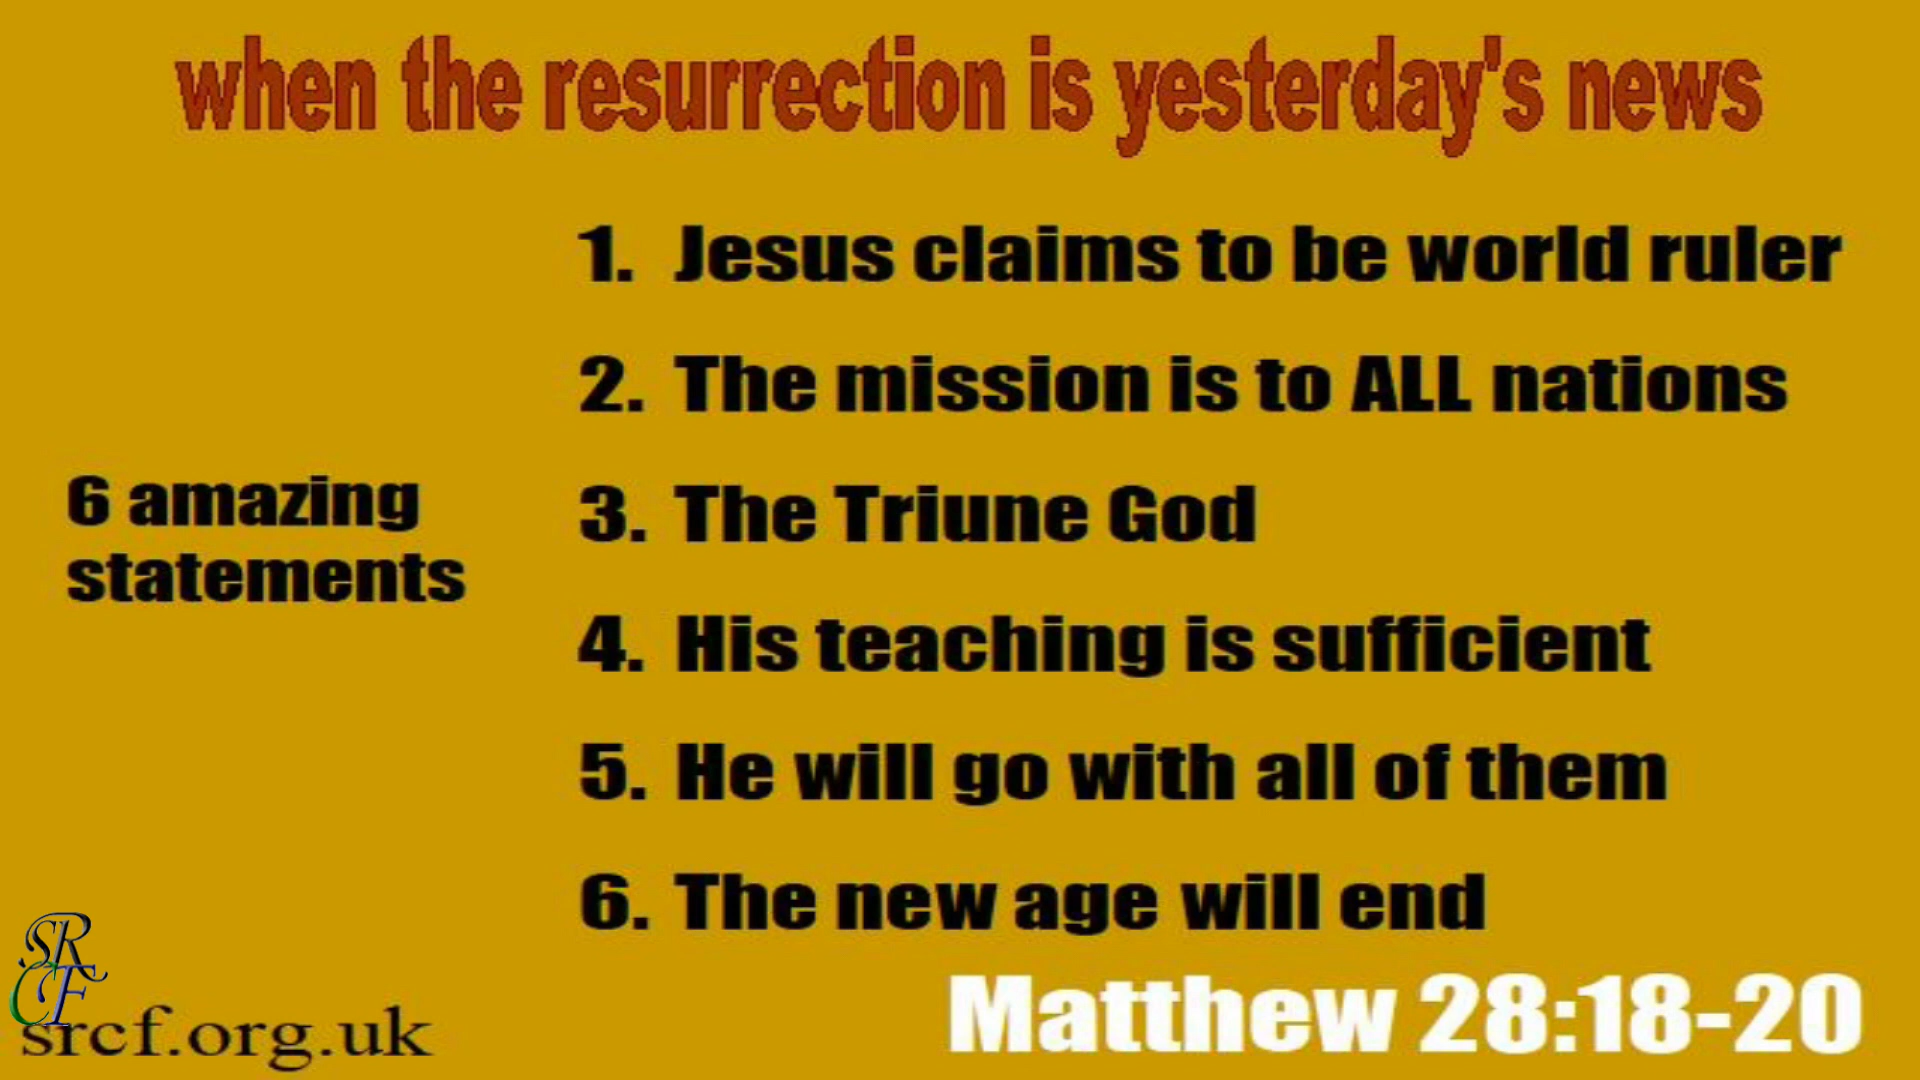 when the resurrection is yesterday's news
6 amazing
statements
1. Jesus claims to be world ruler
2. The mission is to ALL nations
3. The Triune God
4. His teaching is sufficient
5. He will go with all of them
6. The new age will end
SR
CF
srcf.org.uk
Matthew 28:18-20